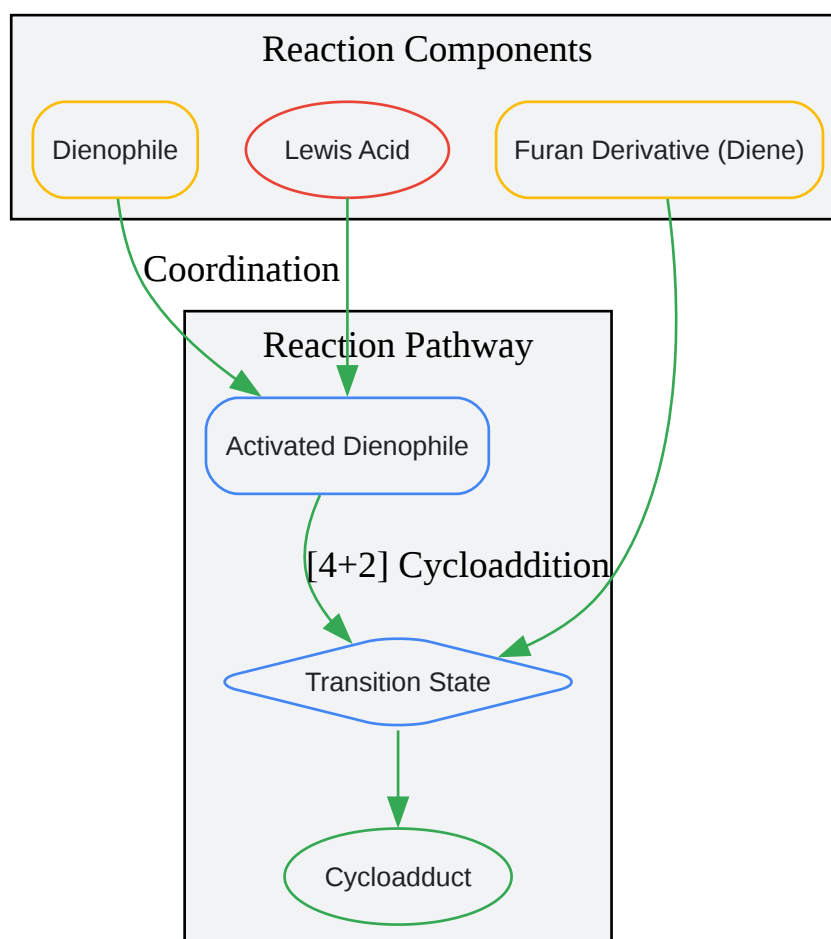 Reaction Components
Dienophile
Lewis Acid
Furan Derivative (Diene)
Coordination
Reaction Pathway
Activated Dienophile
[4+2] Cycloaddition
Transition State
Cycloadduct